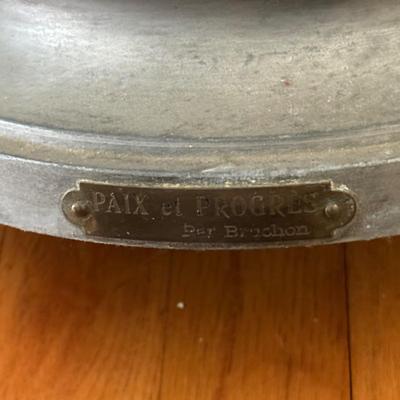 PAIX et PROGRES
Par Bruchon